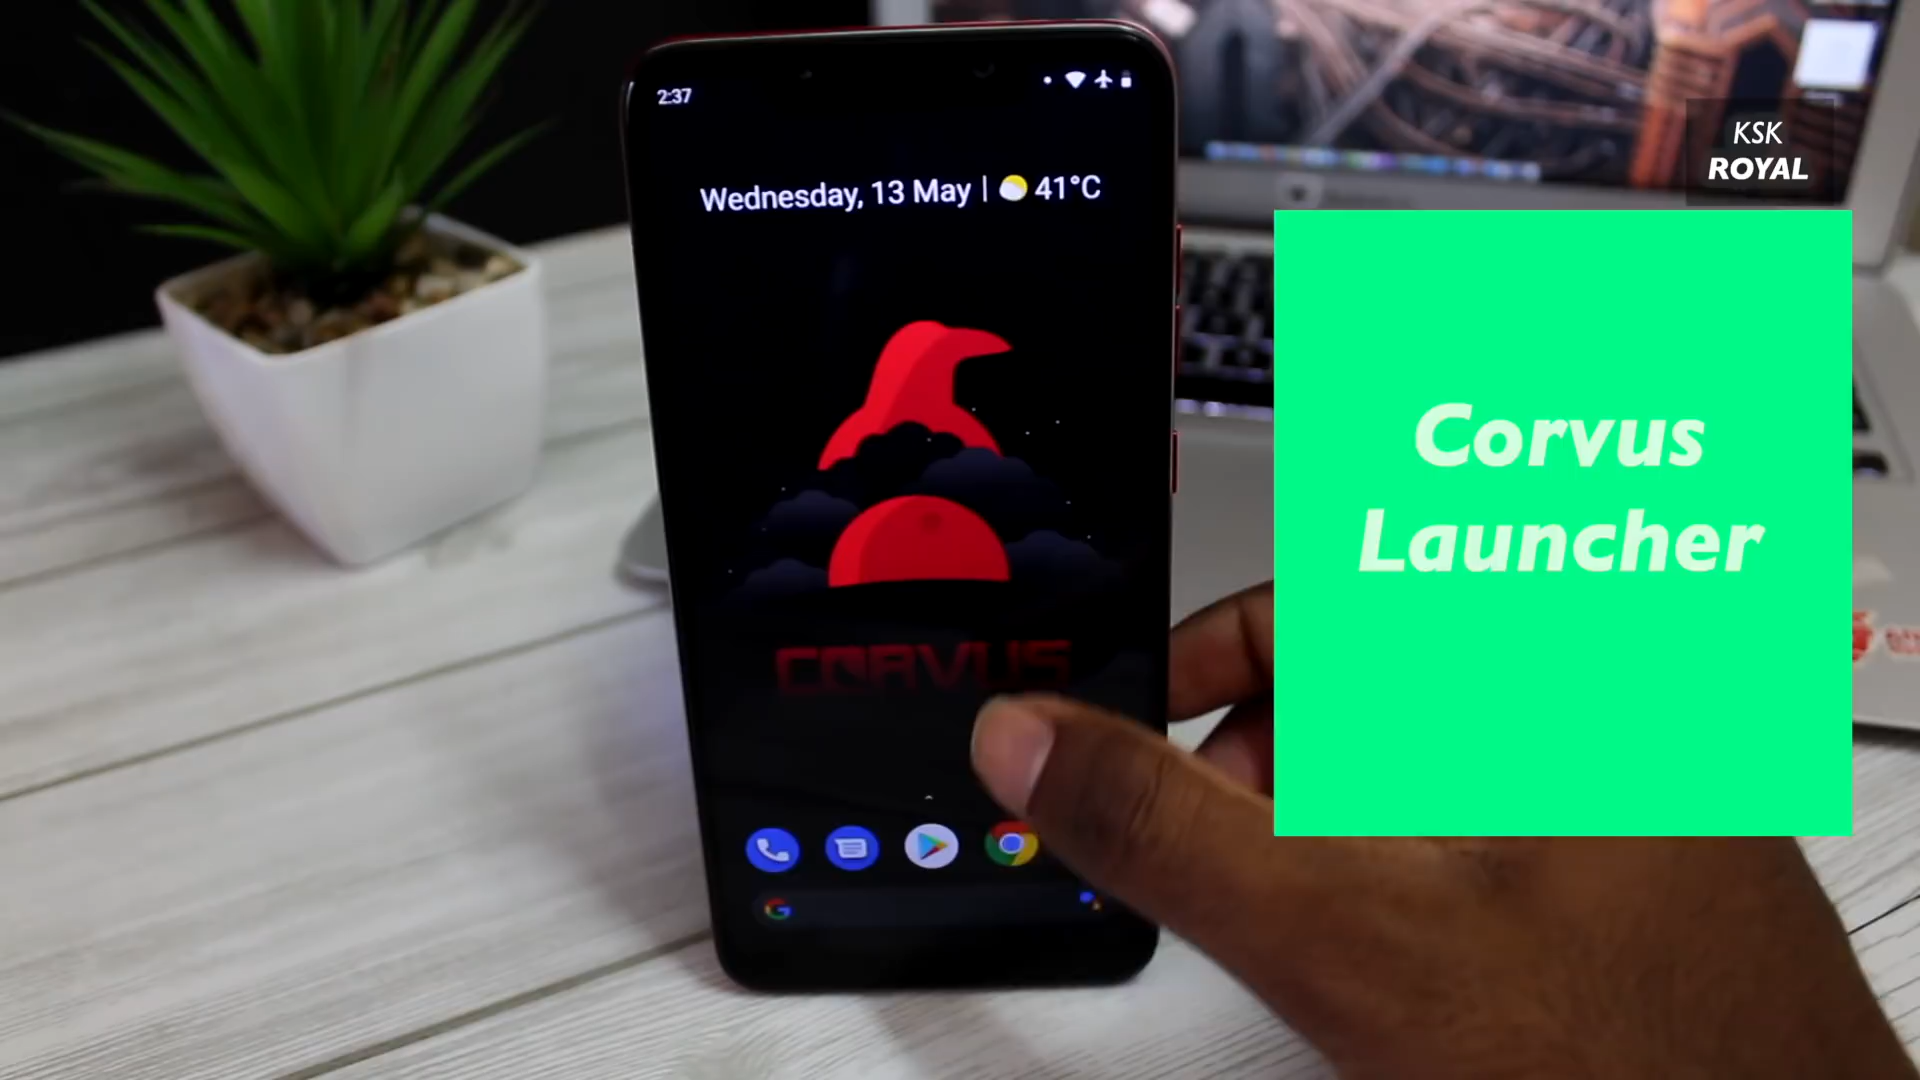 2:37
Wednesday, 13 May | 41°C
CORVUS
KSK
ROYAL
Corvus
Launcher